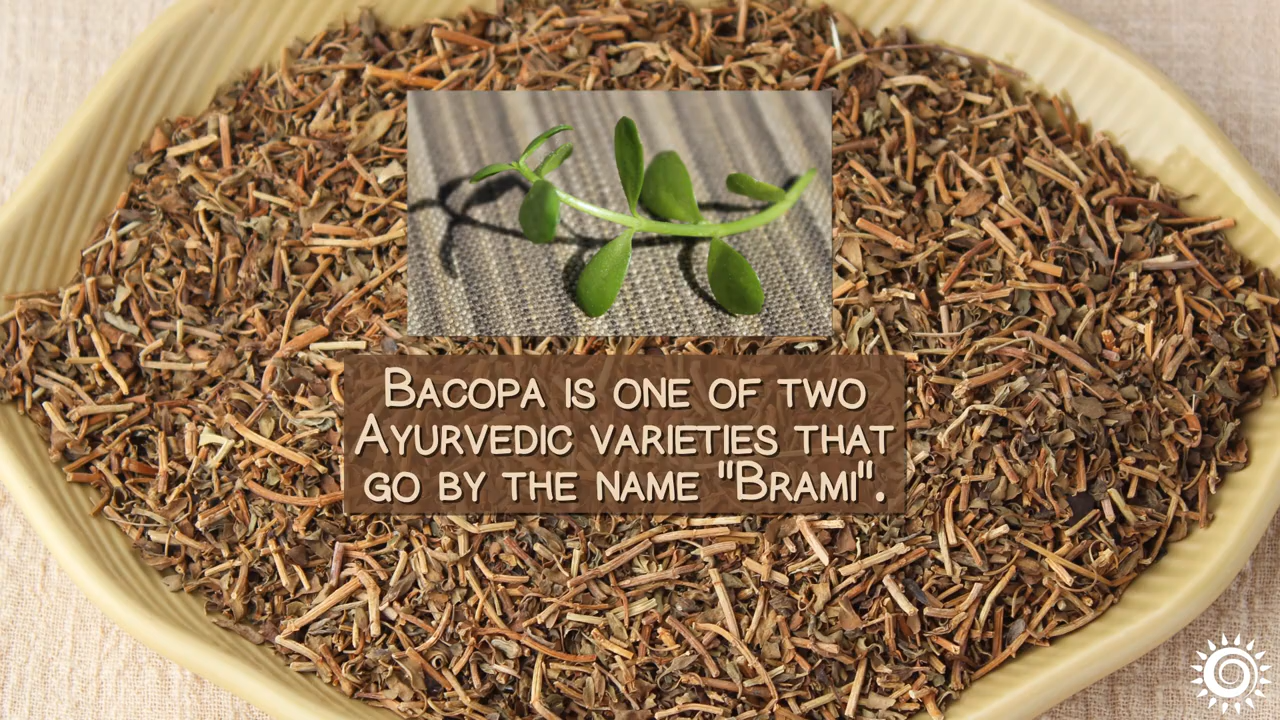 Bacopa is one of two
Ayurvedic varieties that
go by the name "Brami".